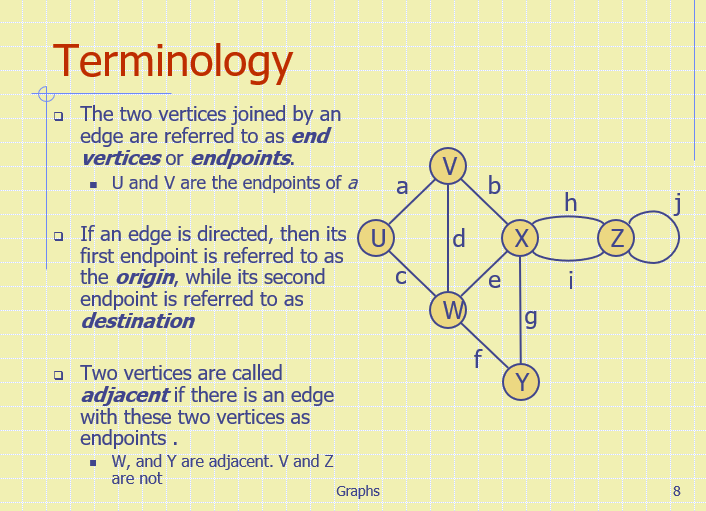 Terminology
The two vertices joined by an
edge are referred to as end
vertices or endpoints.
U and V are the endpoints of a
If an edge is directed, then its
first endpoint is referred to as
the origin, while its second
endpoint is referred to as
destination
Two vertices are called
adjacent if there is an edge
with these two vertices as
endpoints .
W, and Y are adjacent. V and Z
are not
V
a
b
h
j
U
d
X
Z
c
e
i
W
g
f
Y
Graphs
8